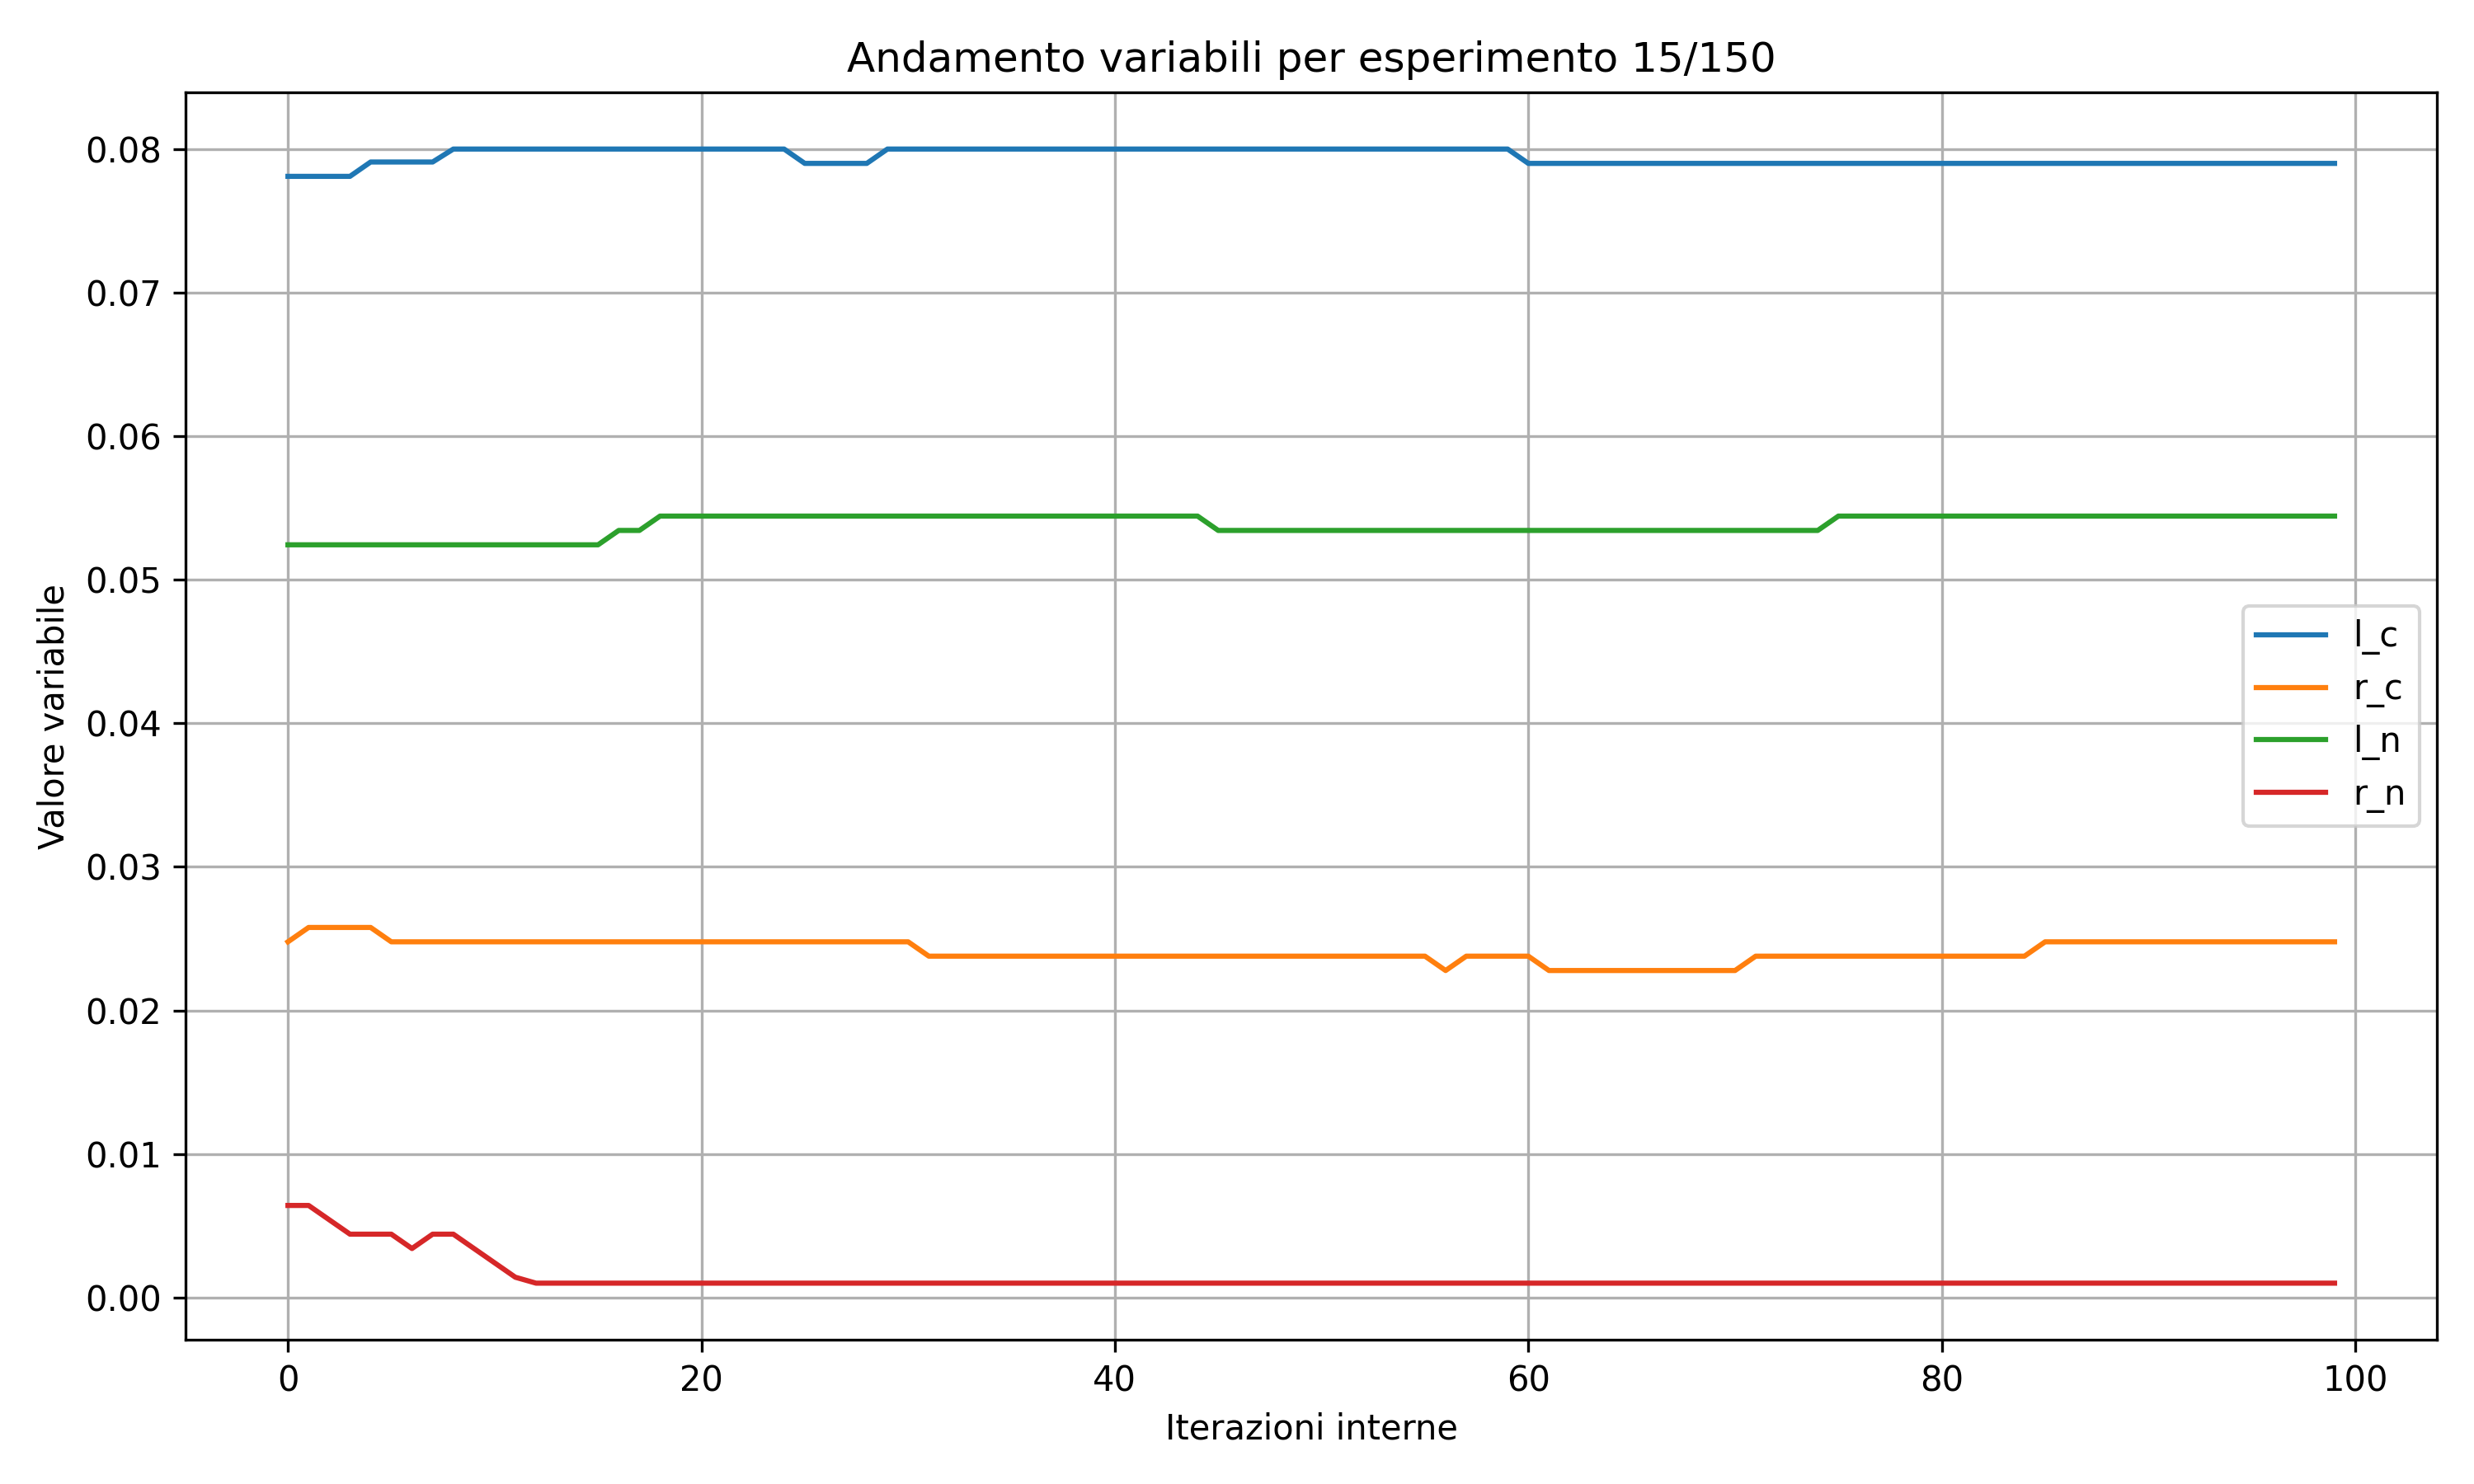 Andamento variabili per esperimento 15/150
Valore variabile
0.08
0.07
0.06
0.05
0.04
0.03
0.02
0.01
0.00
l_c
r_c
l_n
r_n
0 20 40 60 80 100
Iterazioni interne